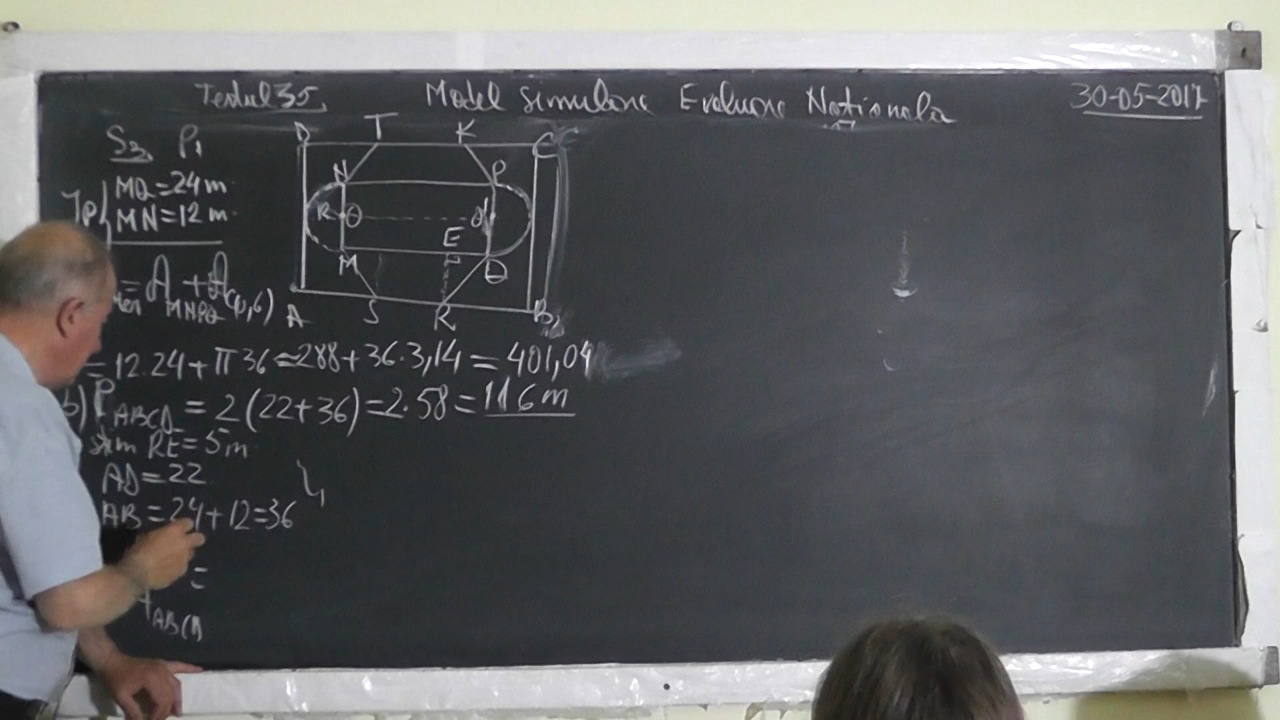 Testul 35, Model simulare Evaluare Nationala 30-05-2017
S3, P1
Ip MQ=24 m
MN=12 m
D T K C
N P
R O O'
E
M Q
A S R B
= A MNPQ + A(O,6)
= 12.24+π36=288+36.3,14=401,04
b) P ABCD = 2(22+36)=2.58=116 m
stim RE=5m
AD=22
AB=24+12=36
=
ABCD